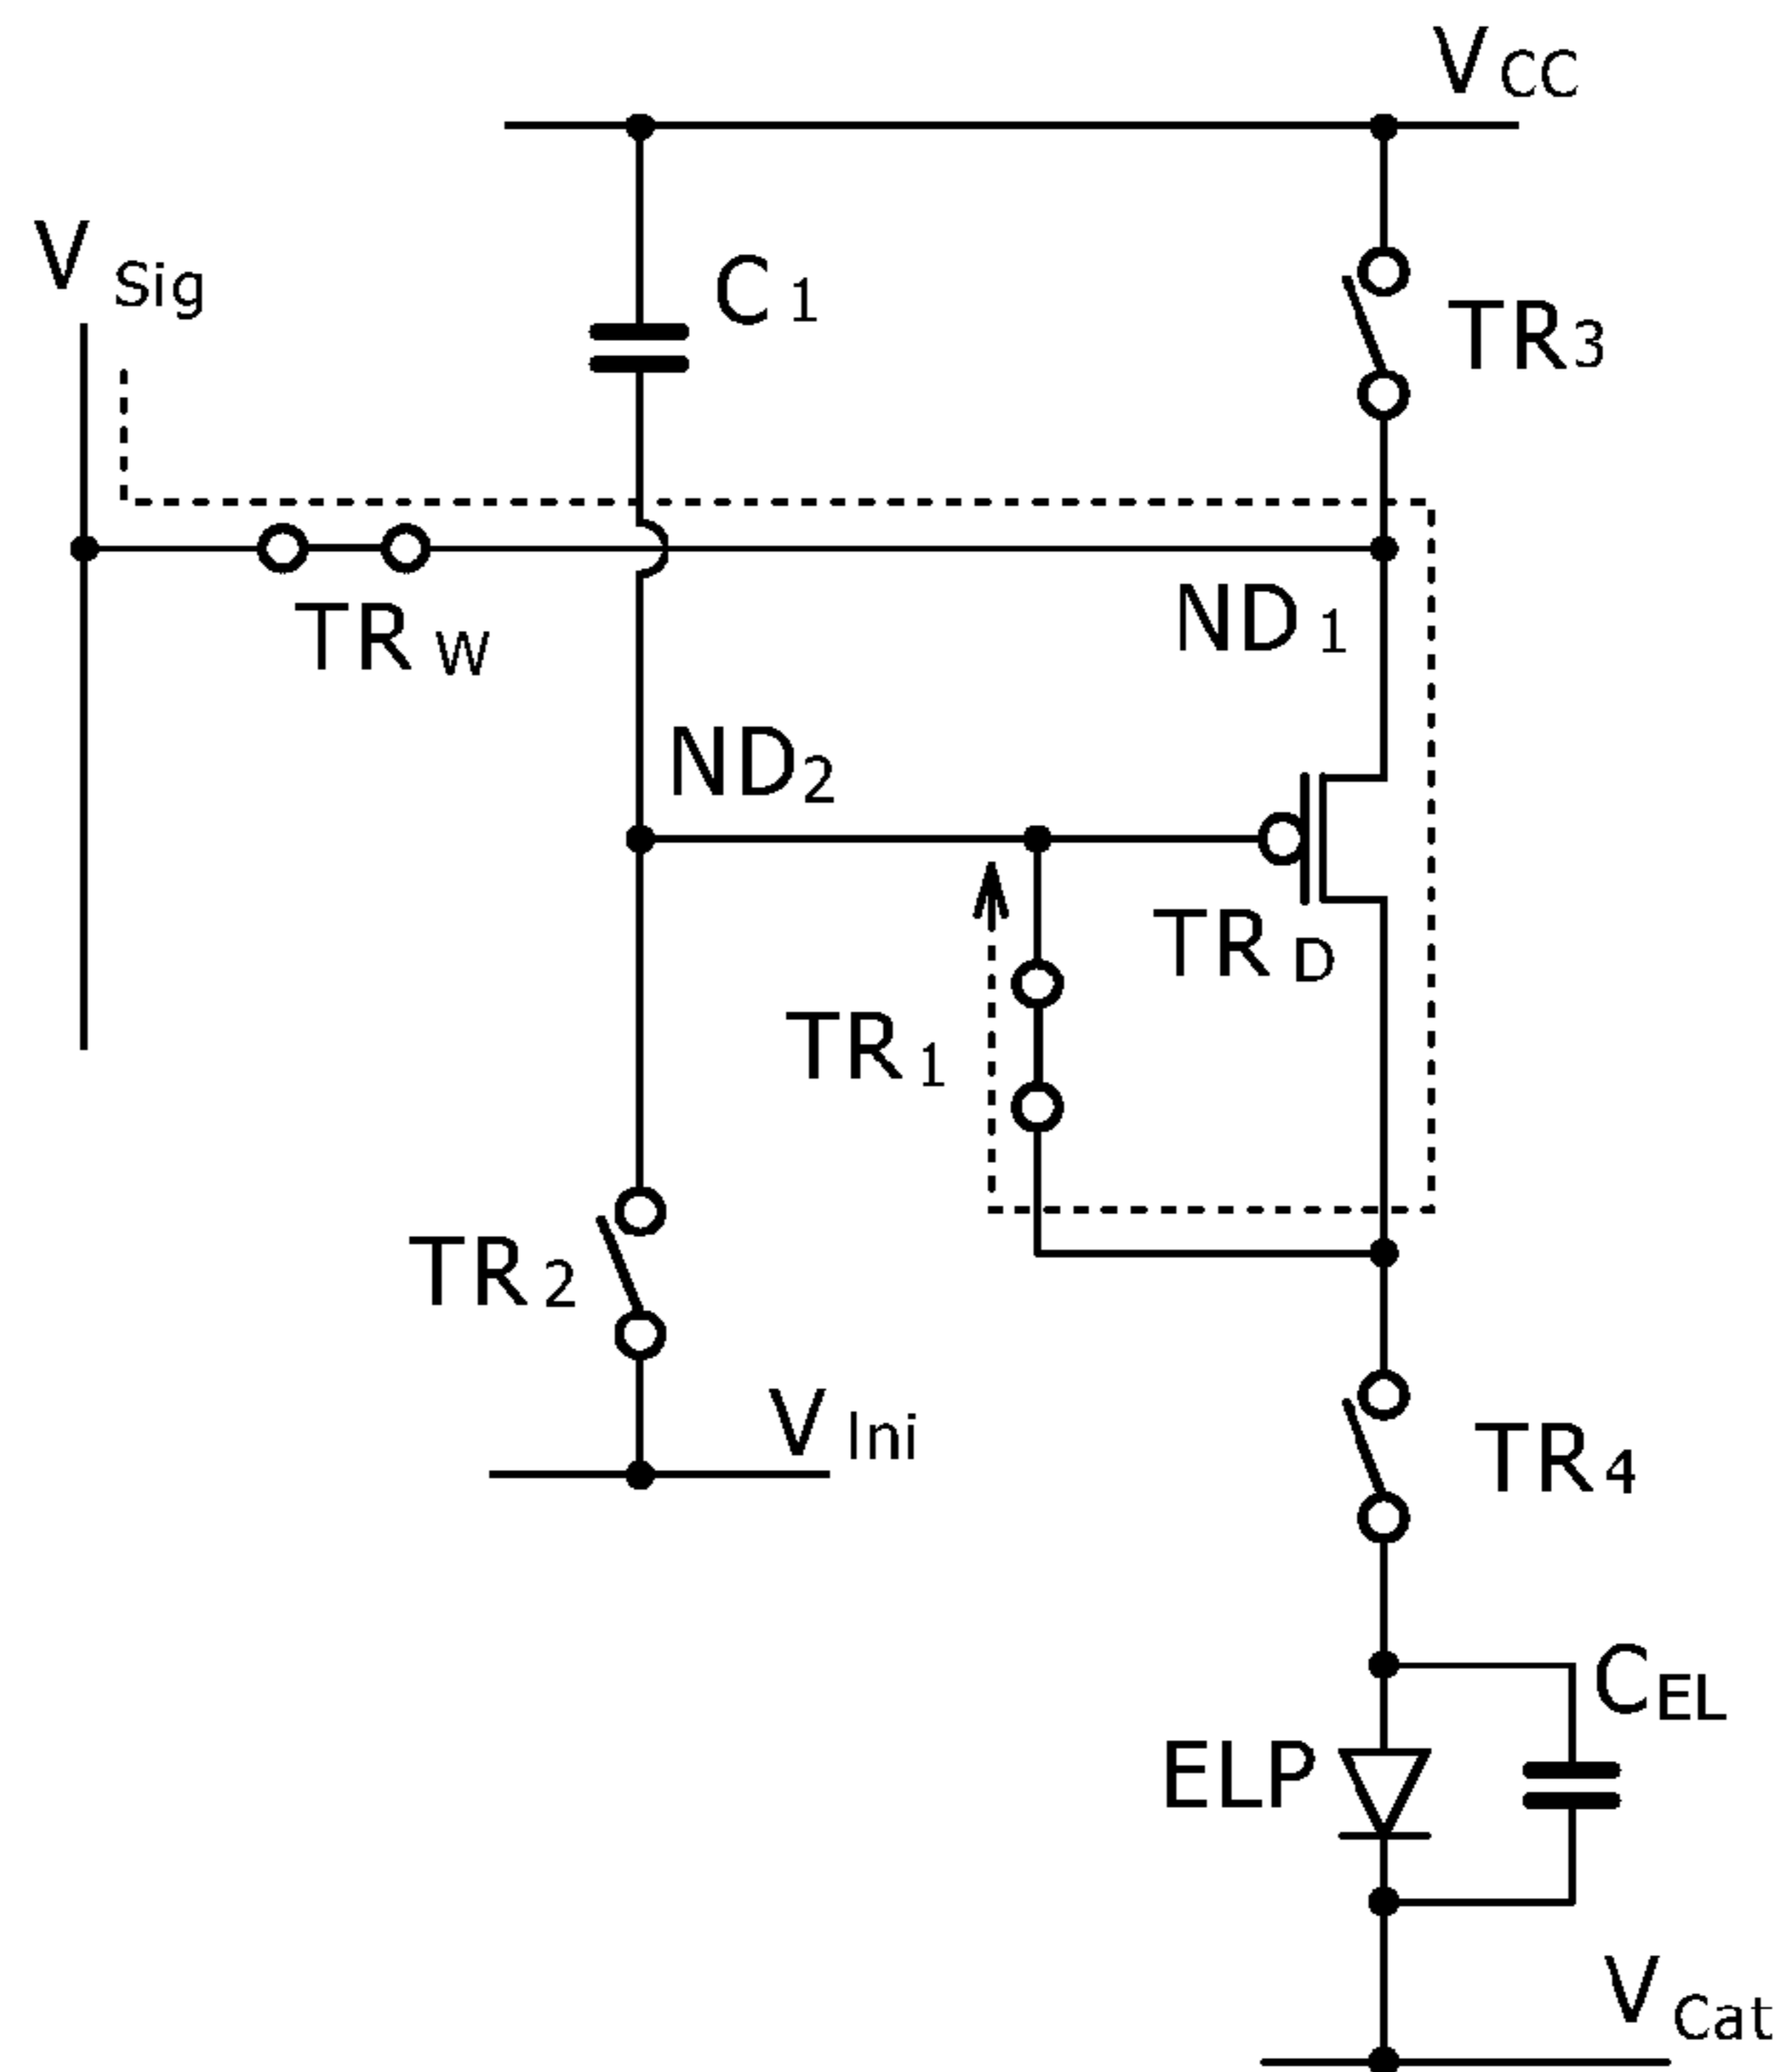 VCC
VSig
C1
TR3
TRW
ND1
ND2
TRD
TR1
TR2
VIni
TR4
CEL
ELP
VCat